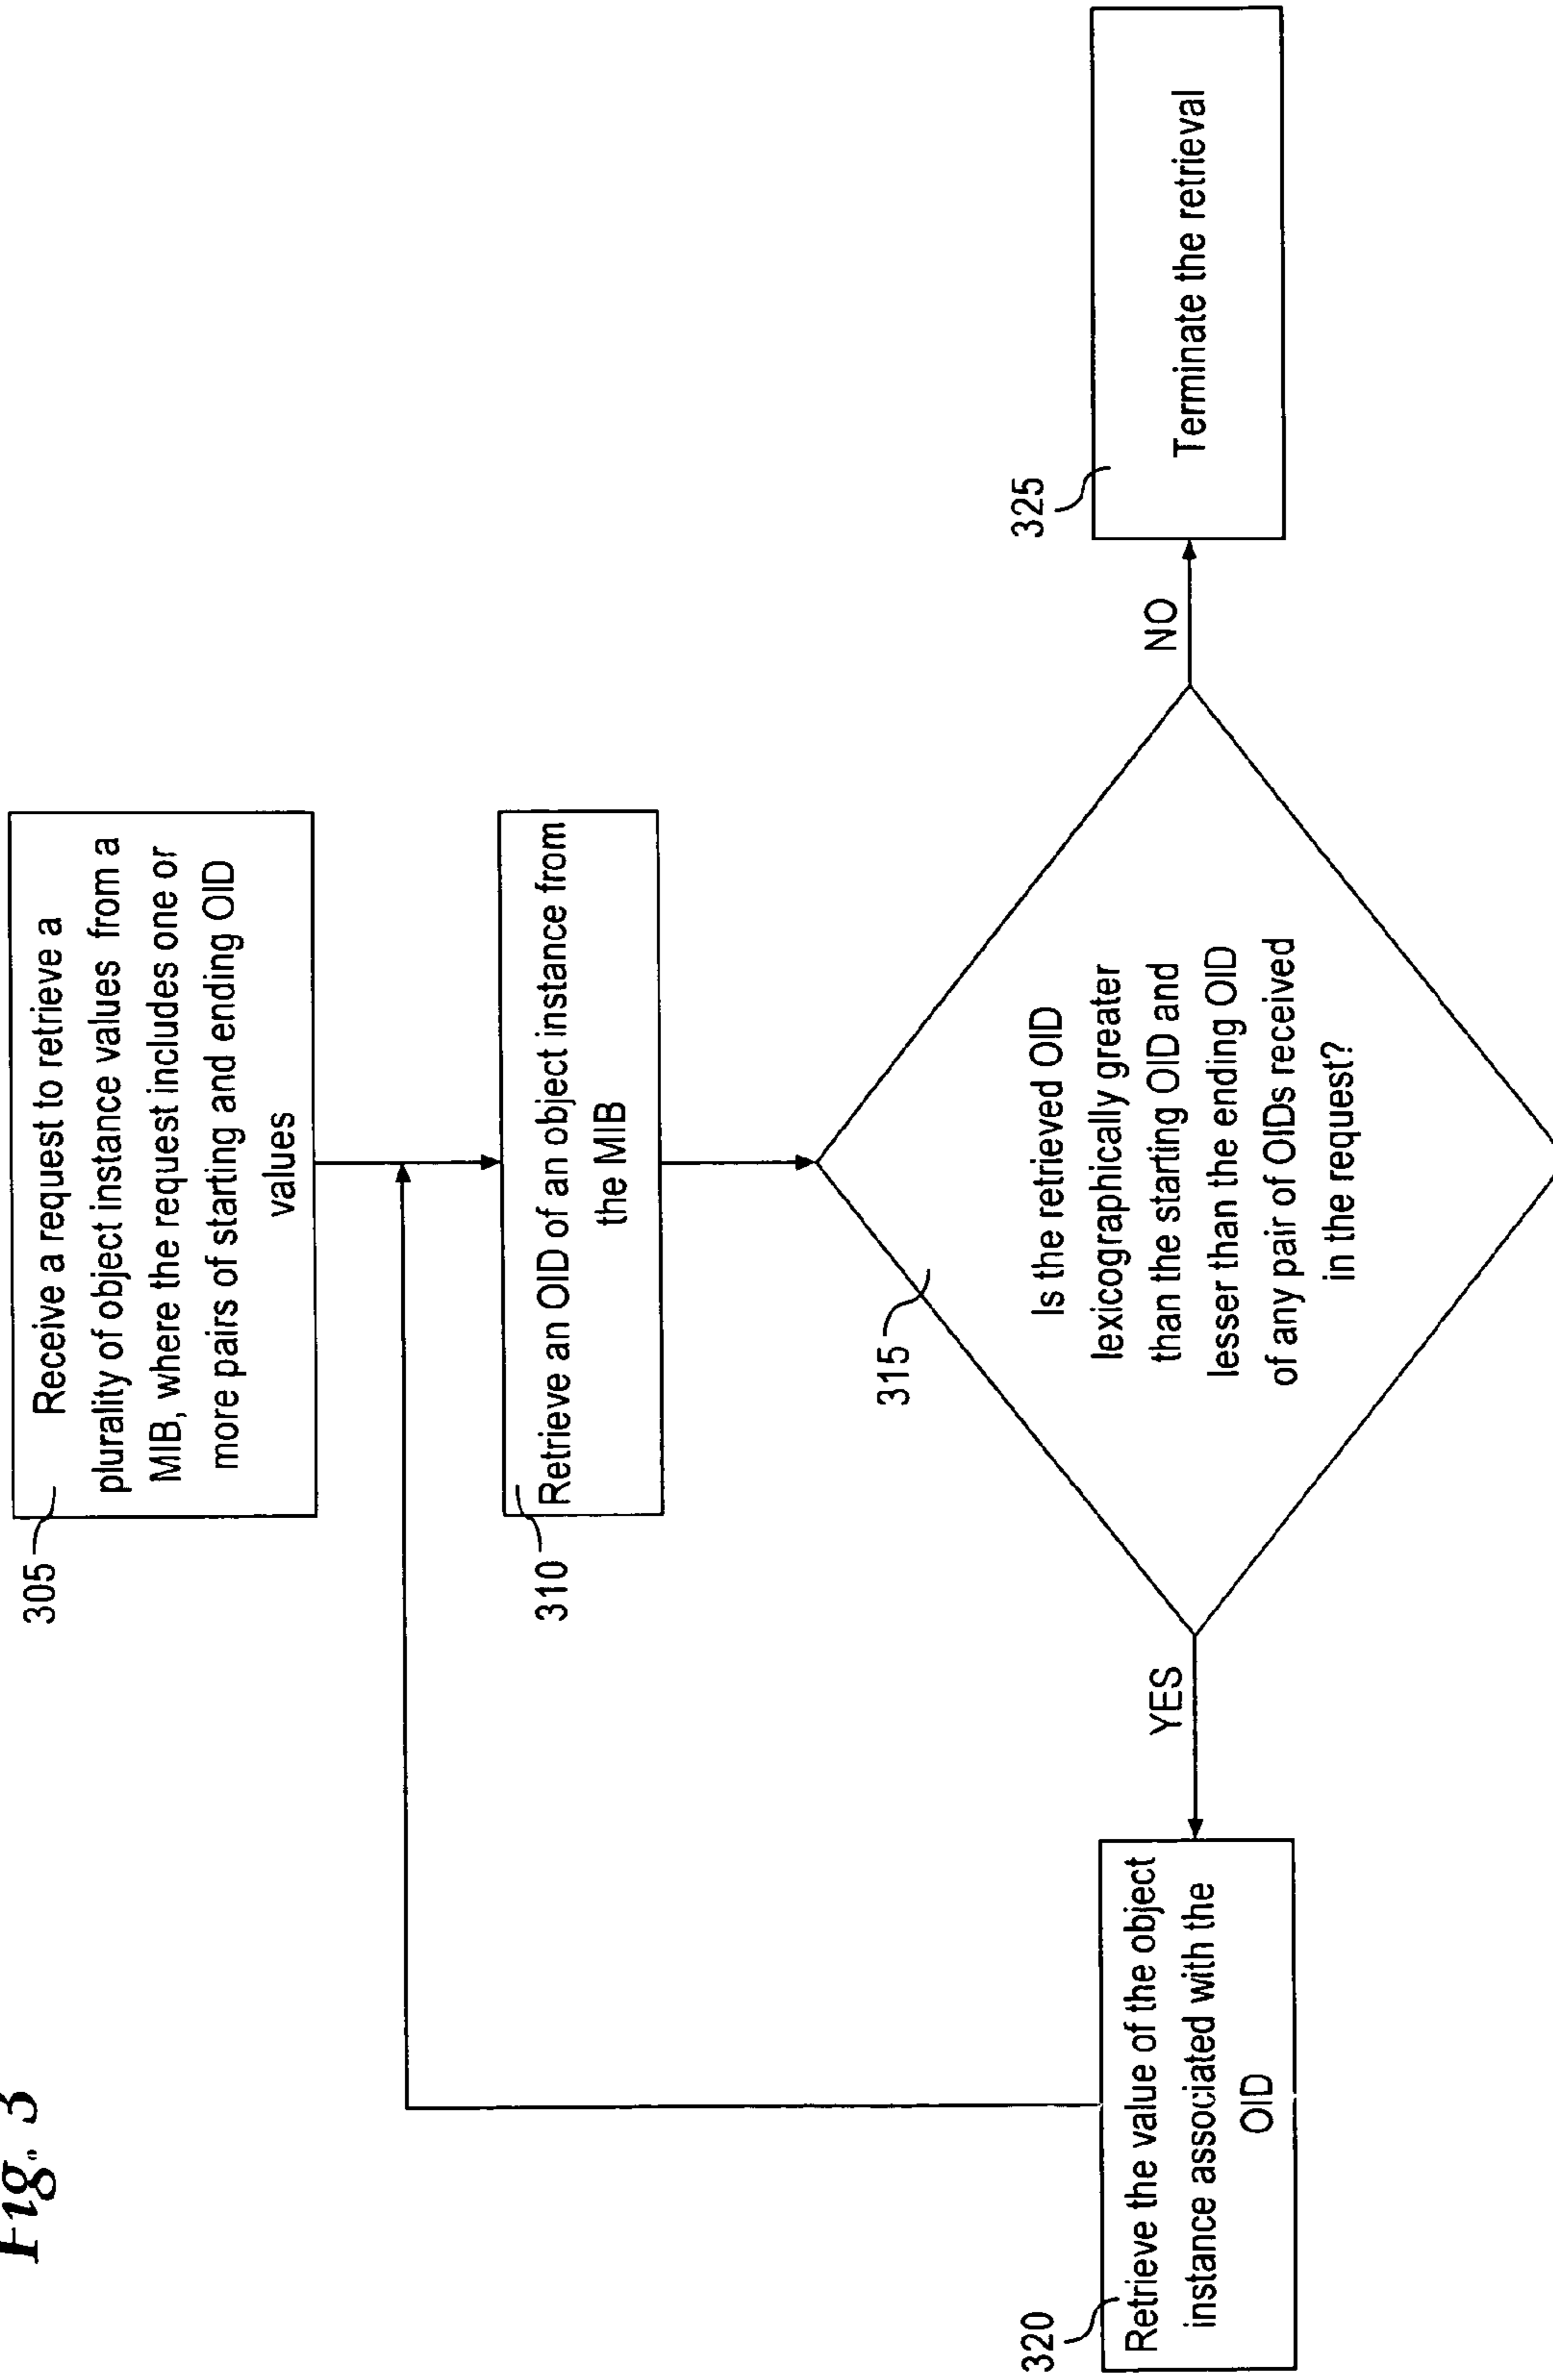 Fig. 3
305
Receive a request to retrieve a
plurality of object instance values from a
MIB, where the request includes one or
more pairs of starting and ending OID
values
310
Retrieve an OID of an object instance from
the MIB
315
Is the retrieved OID
lexicographically greater
than the starting OID and
lesser than the ending OID
of any pair of OIDs received
in the request?
YES
NO
320
Retrieve the value of the object
instance associated with the
OID
325
Terminate the retrieval